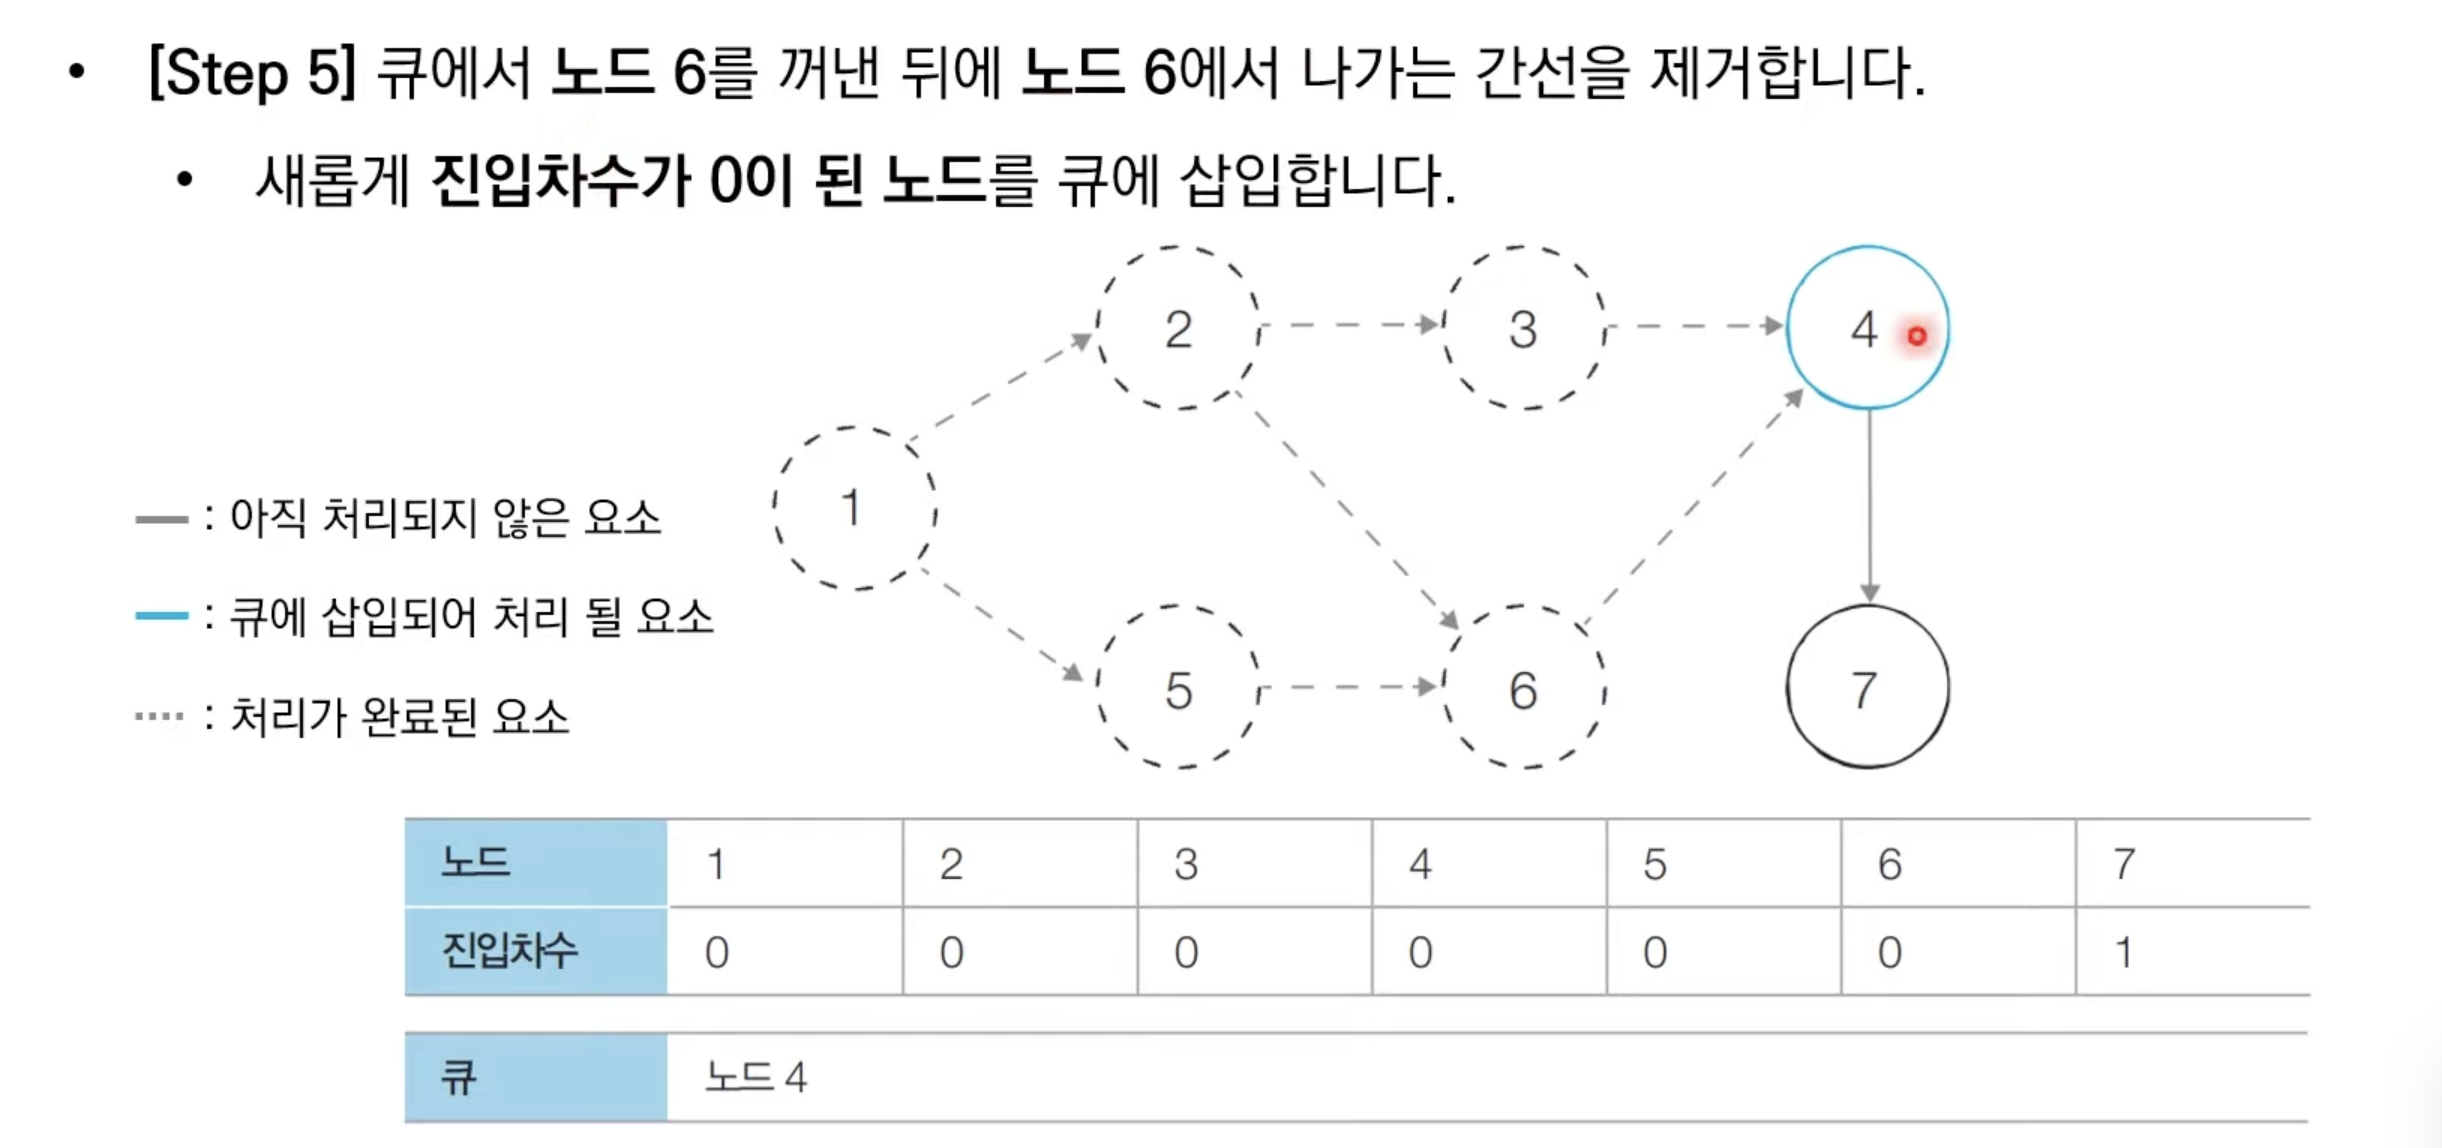 • [Step 5] 큐에서 노드 6를 꺼낸 뒤에 노드 6에서 나가는 간선을 제거합니다.
• 새롭게 진입차수가 0이 된 노드를 큐에 삽입합니다.
2 3 4
1
: 아직 처리되지 않은 요소
: 큐에 삽입되어 처리 될 요소
: 처리가 완료된 요소
5 6 7
노드 1 2 3 4 5 6 7
진입차수 0 0 0 0 0 0 1
큐 노드 4